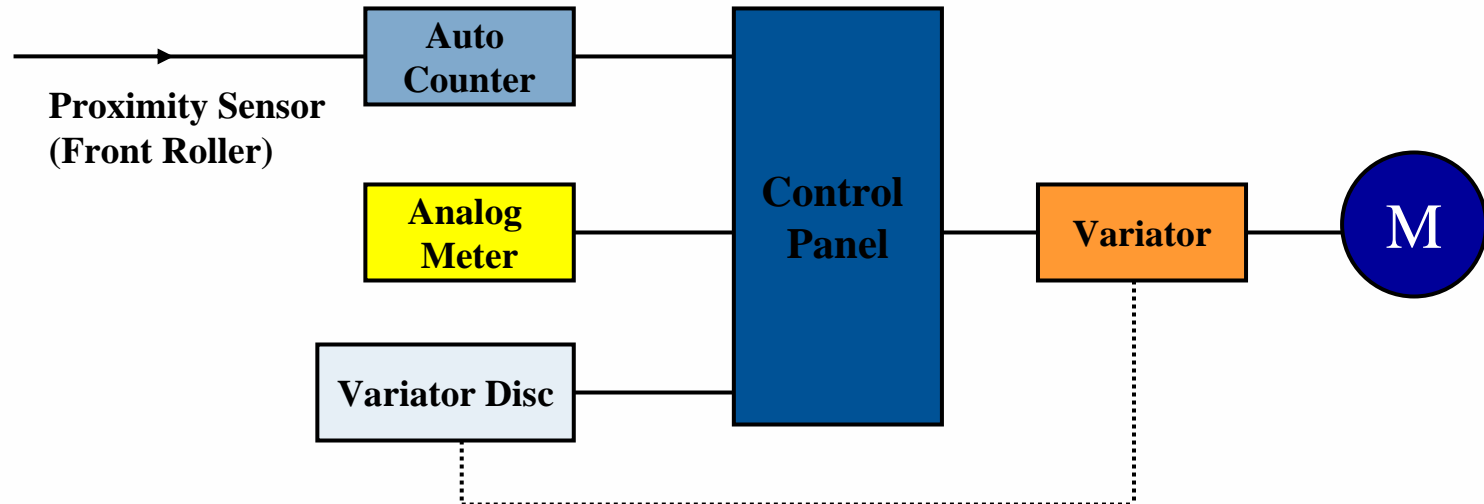 Auto
Counter
Proximity Sensor
(Front Roller)
Analog
Meter
Control
Panel
Variator
M
Variator Disc